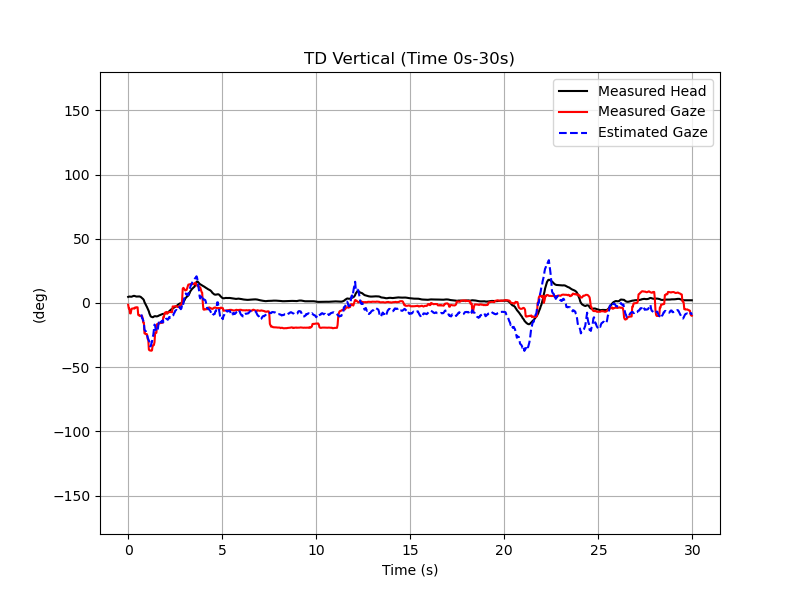 TD Vertical (Time 0s-30s)
Measured Head
Measured Gaze
Estimated Gaze
150
100
50
0
−50
−100
−150
(deg)
0 5 10 15 20 25 30
Time (s)